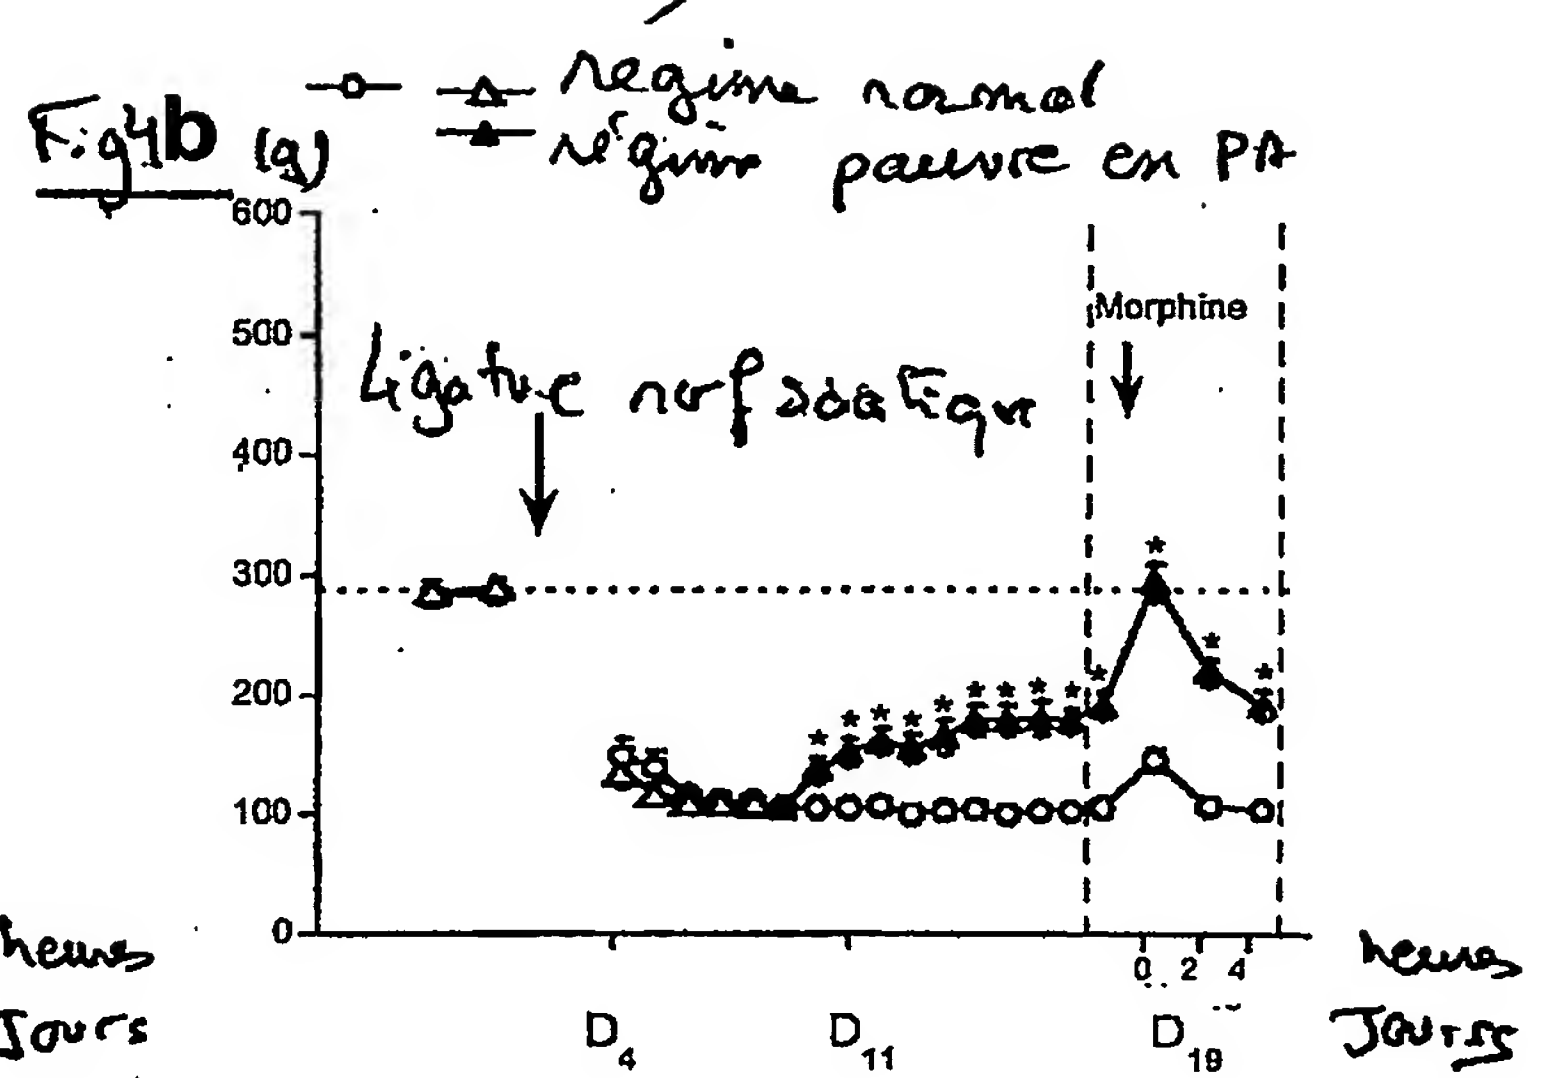 régime normal
Fig4b (g) régime pauvre en PA
600
500
Morphine
Ligature nerf sciatique
400
300
200
100
0
heures 0 2 4 heures
Jours D4 D11 D19 Jours